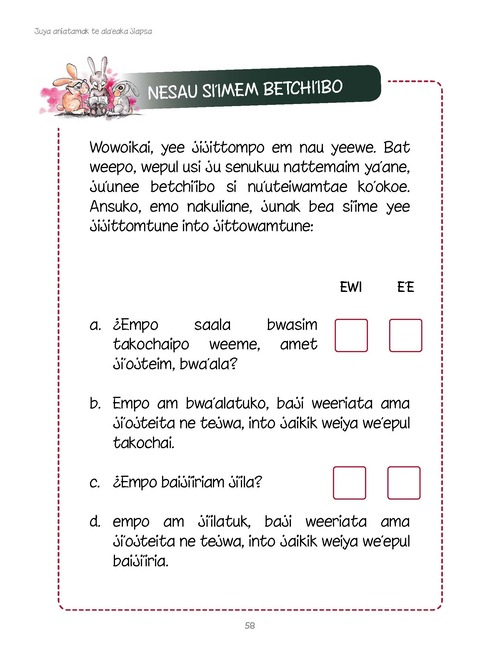 Juya aniatamak te ala'eaka jiapsa
NESAU SI'IMEM BETCHI'IBO
Wowoikai, yee jijittompo em nau yeewe. Bat
weepo, wepul usi ju senukuu nattemaim ya'ane,
ju'unee betchi'ibo si nu'uteiwamtae ko'okoe.
Ansuko, emo nakuliane, junak bea si'ime yee
jijittomtune into jittowamtune:
EWI E'E
a. ¿Empo saala bwasim
takochaipo weeme, amet
ji'ojteim, bwa'ala?
b. Empo am bwa'alatuko, baji weeriata ama
ji'ojteita ne tejwa, into jaikik weiya we'epul
takochai.
c. ¿Empo baijiiriam jiila?
d. empo am jiilatuk, baji weeriata ama
ji'ojteita ne tejwa, into jaikik weiya we'epul
baijiiria.
58